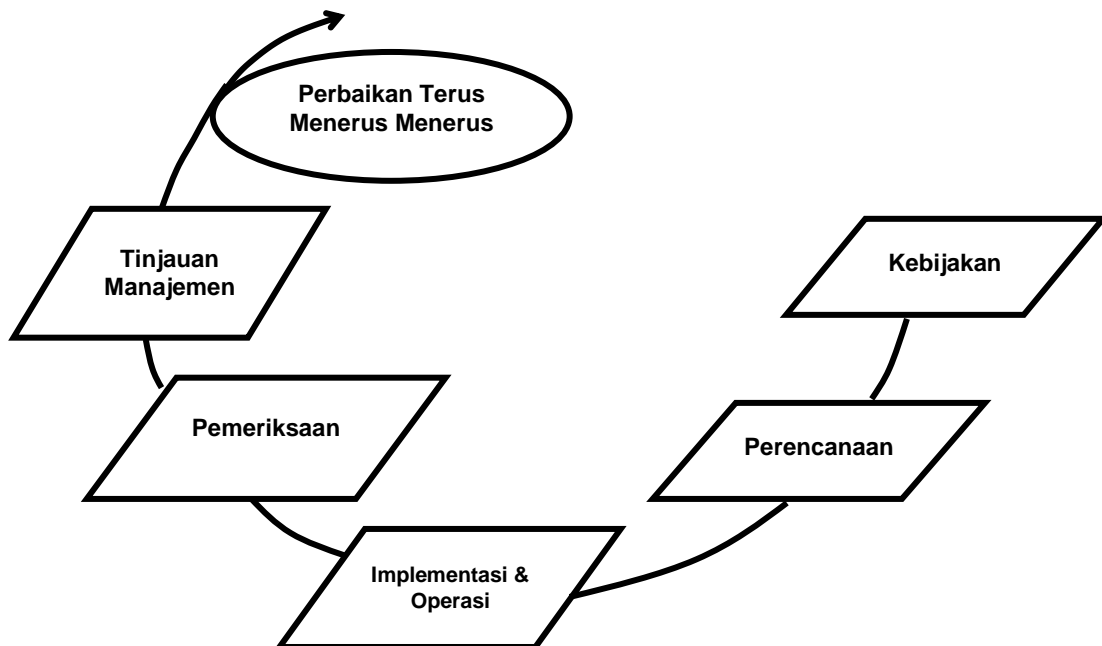 Perbaikan Terus
Menerus Menerus
Tinjauan
Manajemen
Kebijakan
Pemeriksaan
Perencanaan
Implementasi &
Operasi